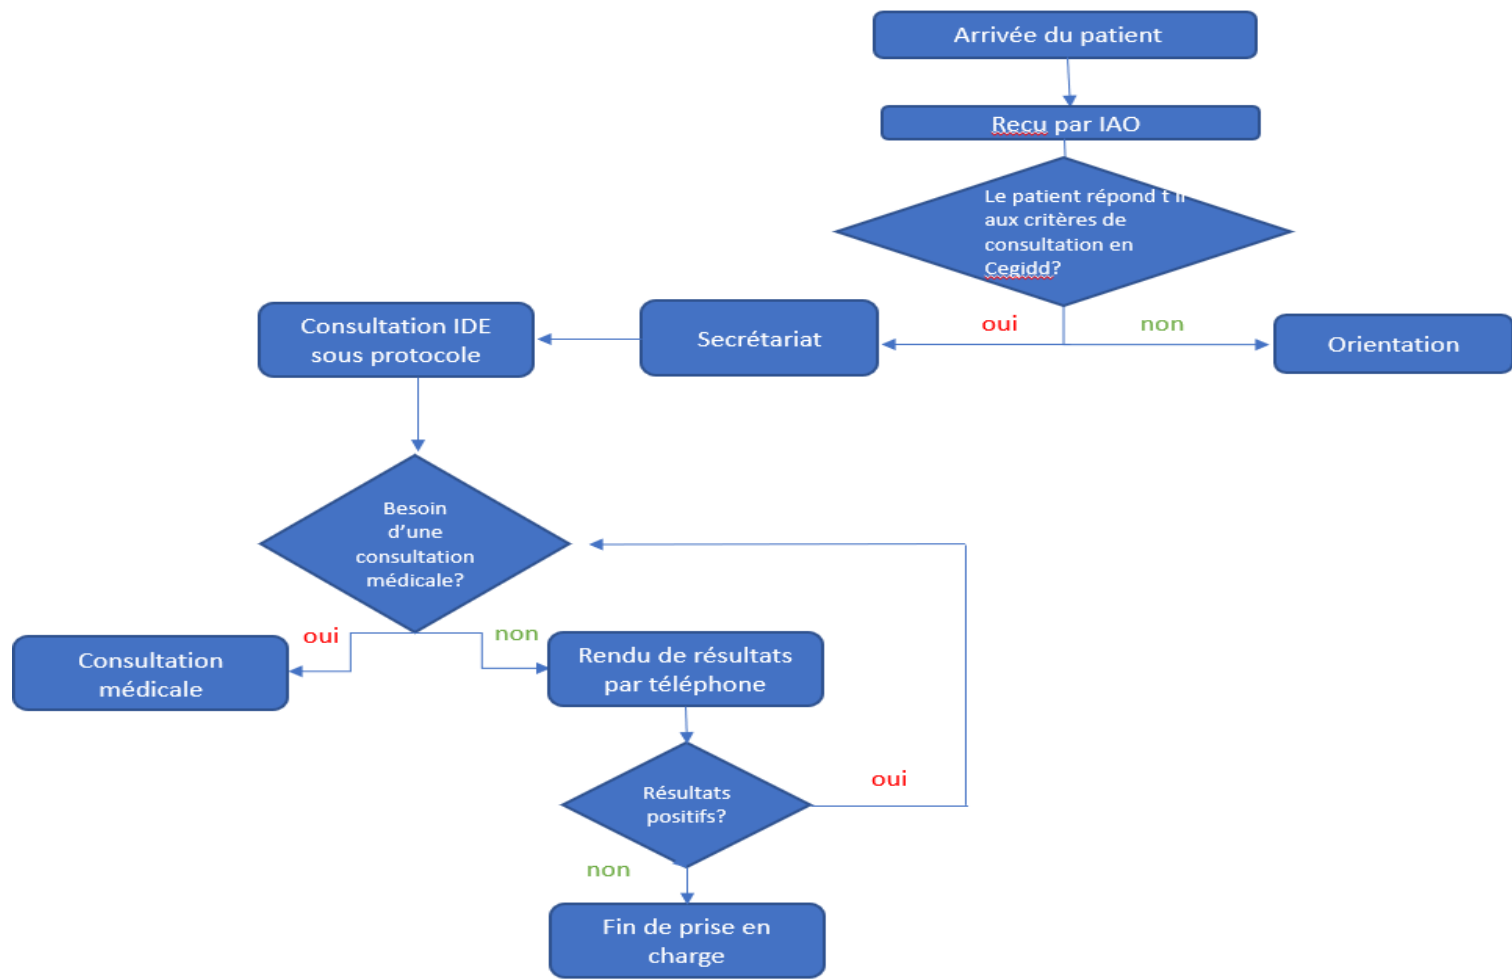 Arrivée du patient
Recu par IAO
Le patient répond t il
aux critères de
consultation en
Cegidd?
oui
non
Consultation IDE
sous protocole
Secrétariat
Orientation
Besoin
d’une
consultation
médicale?
oui
non
Consultation
médicale
Rendu de résultats
par téléphone
Résultats
positifs?
oui
non
Fin de prise en
charge